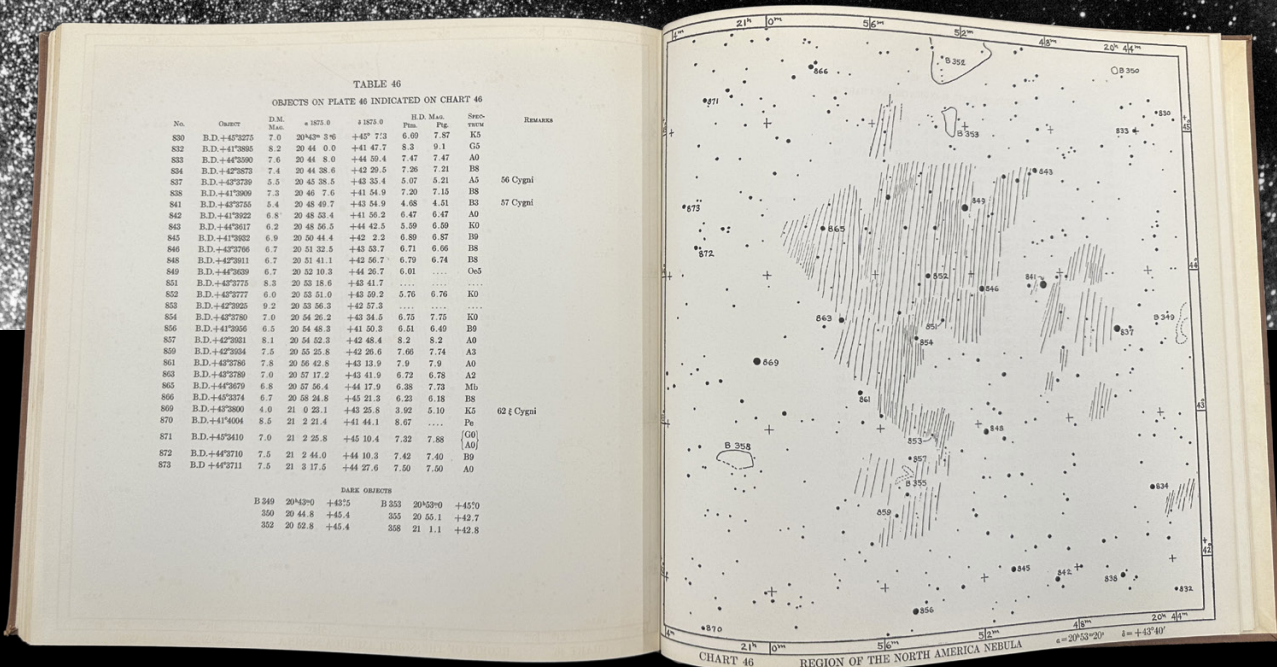 TABLE 46
OBJECTS ON PLATE 46 INDICATED ON CHART 46
No. OBJECT D.M. Mag. α 1875.0 δ 1875.0 H.D. Mag. Ptm. Ptg. SPECTRUM REMARKS
830 B.D.+45°3275 7.0 20ʰ43ᵐ 3ˢ6 +45° 7.′3 6.09 7.87 K5
832 B.D.+41°3895 8.2 20 44 0.0 +41 47.7 8.3 9.1 G5
833 B.D.+44°3590 7.6 20 44 8.0 +44 59.4 7.47 7.47 A0
834 B.D.+42°3873 7.4 20 44 38.6 +42 29.5 7.26 7.21 B8
837 B.D.+43°3739 5.5 20 45 38.5 +43 35.4 5.07 5.21 A5 56 Cygni
838 B.D.+41°3909 7.3 20 46 7.6 +41 54.9 7.20 7.15 B8
841 B.D.+43°3755 5.4 20 48 49.7 +43 54.9 4.68 4.51 B3 57 Cygni
842 B.D.+41°3922 6.8 20 48 53.4 +41 56.2 6.47 6.47 A0
843 B.D.+44°3617 6.2 20 48 56.5 +44 42.5 5.59 6.59 K0
845 B.D.+41°3932 6.9 20 50 44.4 +42 2.2 6.89 6.87 B9
846 B.D.+43°3766 6.7 20 51 32.5 +43 53.7 6.71 6.66 B8
848 B.D.+42°3911 6.7 20 51 41.1 +42 56.7 6.79 6.74 B8
849 B.D.+44°3639 6.7 20 52 10.3 +44 26.7 6.01 .... Oe5
851 B.D.+43°3775 8.3 20 53 18.6 +43 41.7 .... .... ....
852 B.D.+43°3777 6.0 20 53 51.0 +43 59.2 5.76 6.76 K0
853 B.D.+42°3925 9.2 20 53 56.3 +42 57.3 .... .... ....
854 B.D.+43°3780 7.0 20 54 26.2 +43 34.5 6.75 7.75 K0
856 B.D.+41°3956 6.5 20 54 48.3 +41 50.3 6.51 6.49 B9
857 B.D.+42°3931 8.1 20 54 52.3 +42 48.4 8.2 8.2 A0
859 B.D.+42°3934 7.5 20 55 25.8 +42 26.6 7.66 7.74 A3
861 B.D.+43°3786 7.8 20 56 42.8 +43 13.9 7.9 7.9 A0
863 B.D.+43°3789 7.0 20 57 17.2 +43 41.9 6.72 6.78 A2
865 B.D.+44°3679 6.8 20 57 56.4 +44 17.9 6.38 7.73 Mb
866 B.D.+45°3374 6.7 20 58 24.8 +45 21.3 6.23 6.18 B8
869 B.D.+43°3800 4.0 21 0 23.1 +43 25.8 3.92 5.10 K5 62 ξ Cygni
870 B.D.+41°4004 8.5 21 2 21.4 +41 44.1 8.67 .... Pe
871 B.D.+45°3410 7.0 21 2 25.8 +45 10.4 7.32 7.88 {G0 A0}
872 B.D.+44°3710 7.5 21 2 44.0 +44 10.3 7.42 7.40 B9
873 B.D +44°3711 7.5 21 3 17.5 +44 27.6 7.50 7.50 A0
DARK OBJECTS
B 349 20ʰ43ᵐ0 +43°5 B 353 20ʰ53ᵐ0 +45°0
350 20 44.8 +45.4 355 20 55.1 +42.7
352 20 52.8 +45.4 358 21 1.1 +42.8
4ᵐ 21ʰ 0ᵐ 56ᵐ 52ᵐ 48ᵐ 20ʰ 44ᵐ
B 352
866
B 350
871
830
B 353
833
45
843
873
849
865
872
44
852
841
846
B 349
863
851
837
854
869
861
43
848
853
B 358
857
B 355
834
859
42
845
842
838
832
856
870
4ᵐ 21ʰ 0ᵐ 56ᵐ 52ᵐ 48ᵐ 20ʰ 44ᵐ
CHART 46 REGION OF THE NORTH AMERICA NEBULA α=20ʰ53ᵐ20ˢ δ=+43°40′